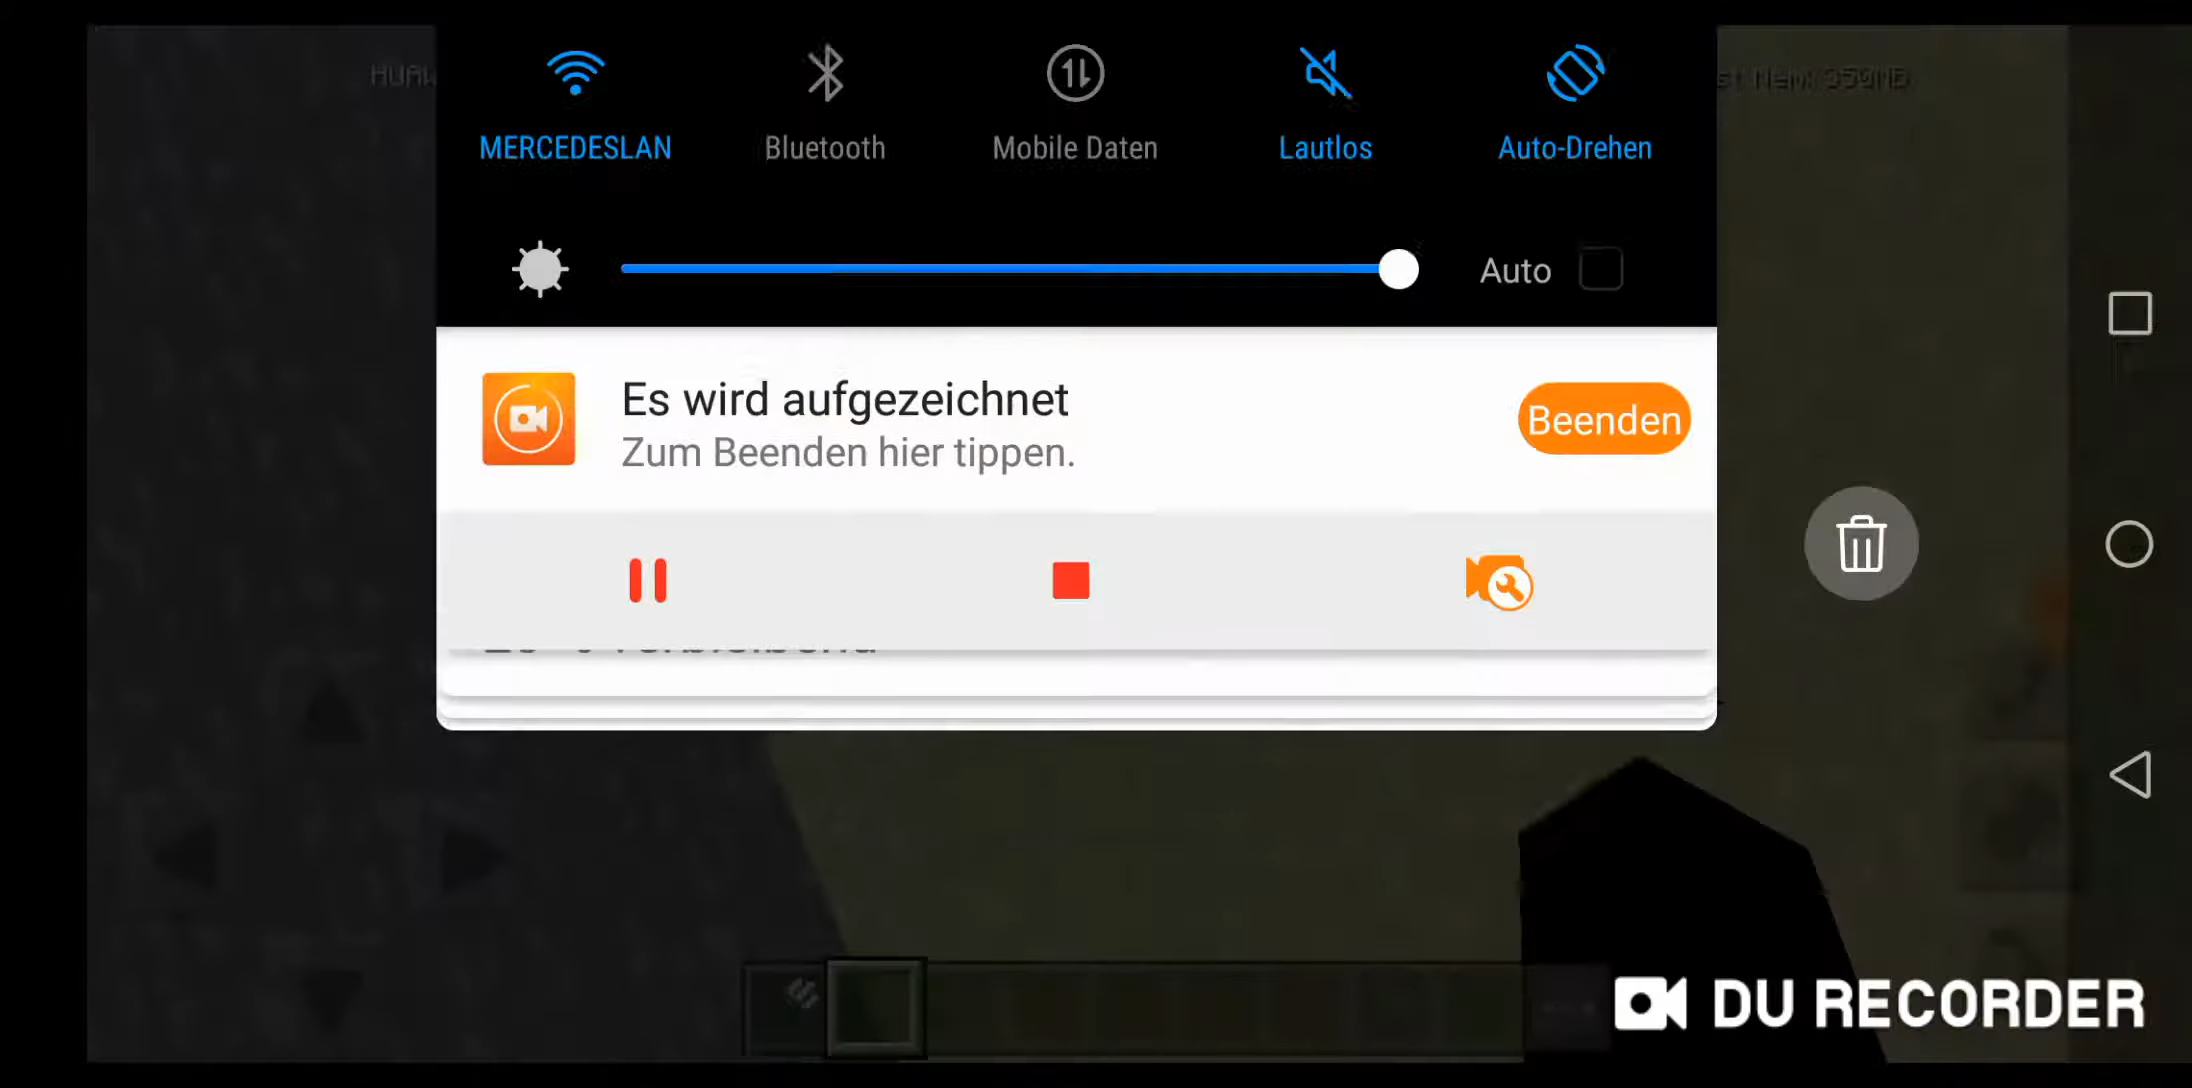 MERCEDESLAN
Bluetooth
Mobile Daten
Lautlos
Auto-Drehen
Auto
Es wird aufgezeichnet
Zum Beenden hier tippen.
Beenden
DU RECORDER